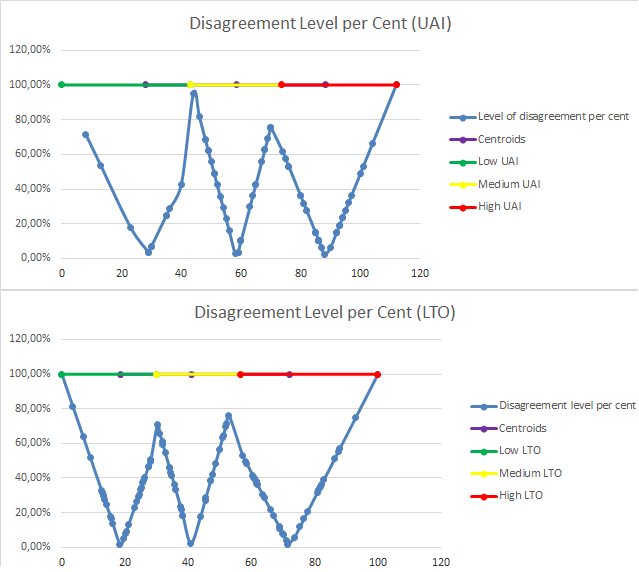 Disagreement Level per Cent (UAI)
120,00%
100,00%
80,00%
60,00%
40,00%
20,00%
0,00%
0 20 40 60 80 100 120
Level of disagreement per cent
Centroids
Low UAI
Medium UAI
High UAI
Disagreement Level per Cent (LTO)
120,00%
100,00%
80,00%
60,00%
40,00%
20,00%
0,00%
0 20 40 60 80 100 120
Disagreement level per cent
Centroids
Low LTO
Medium LTO
High LTO